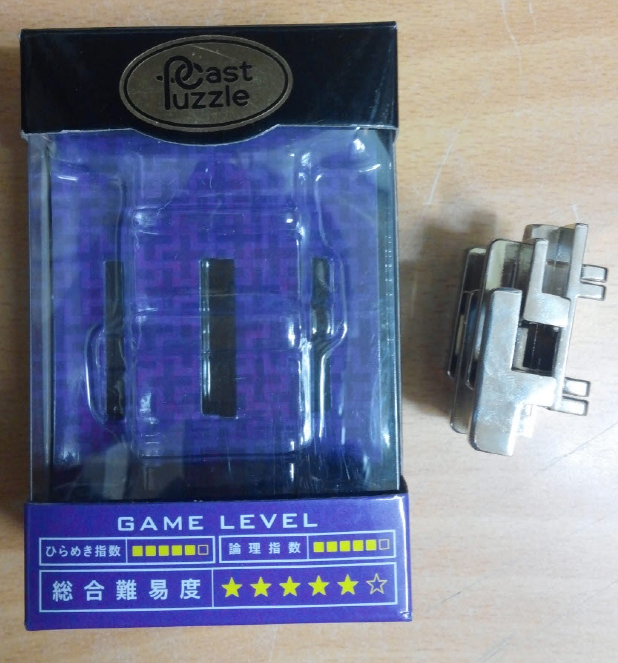 Cast
Puzzle
GAME LEVEL
ひらめき指数 ■■■■■□ 論理指数 ■■■■■□
総合難易度 ★★★★★☆